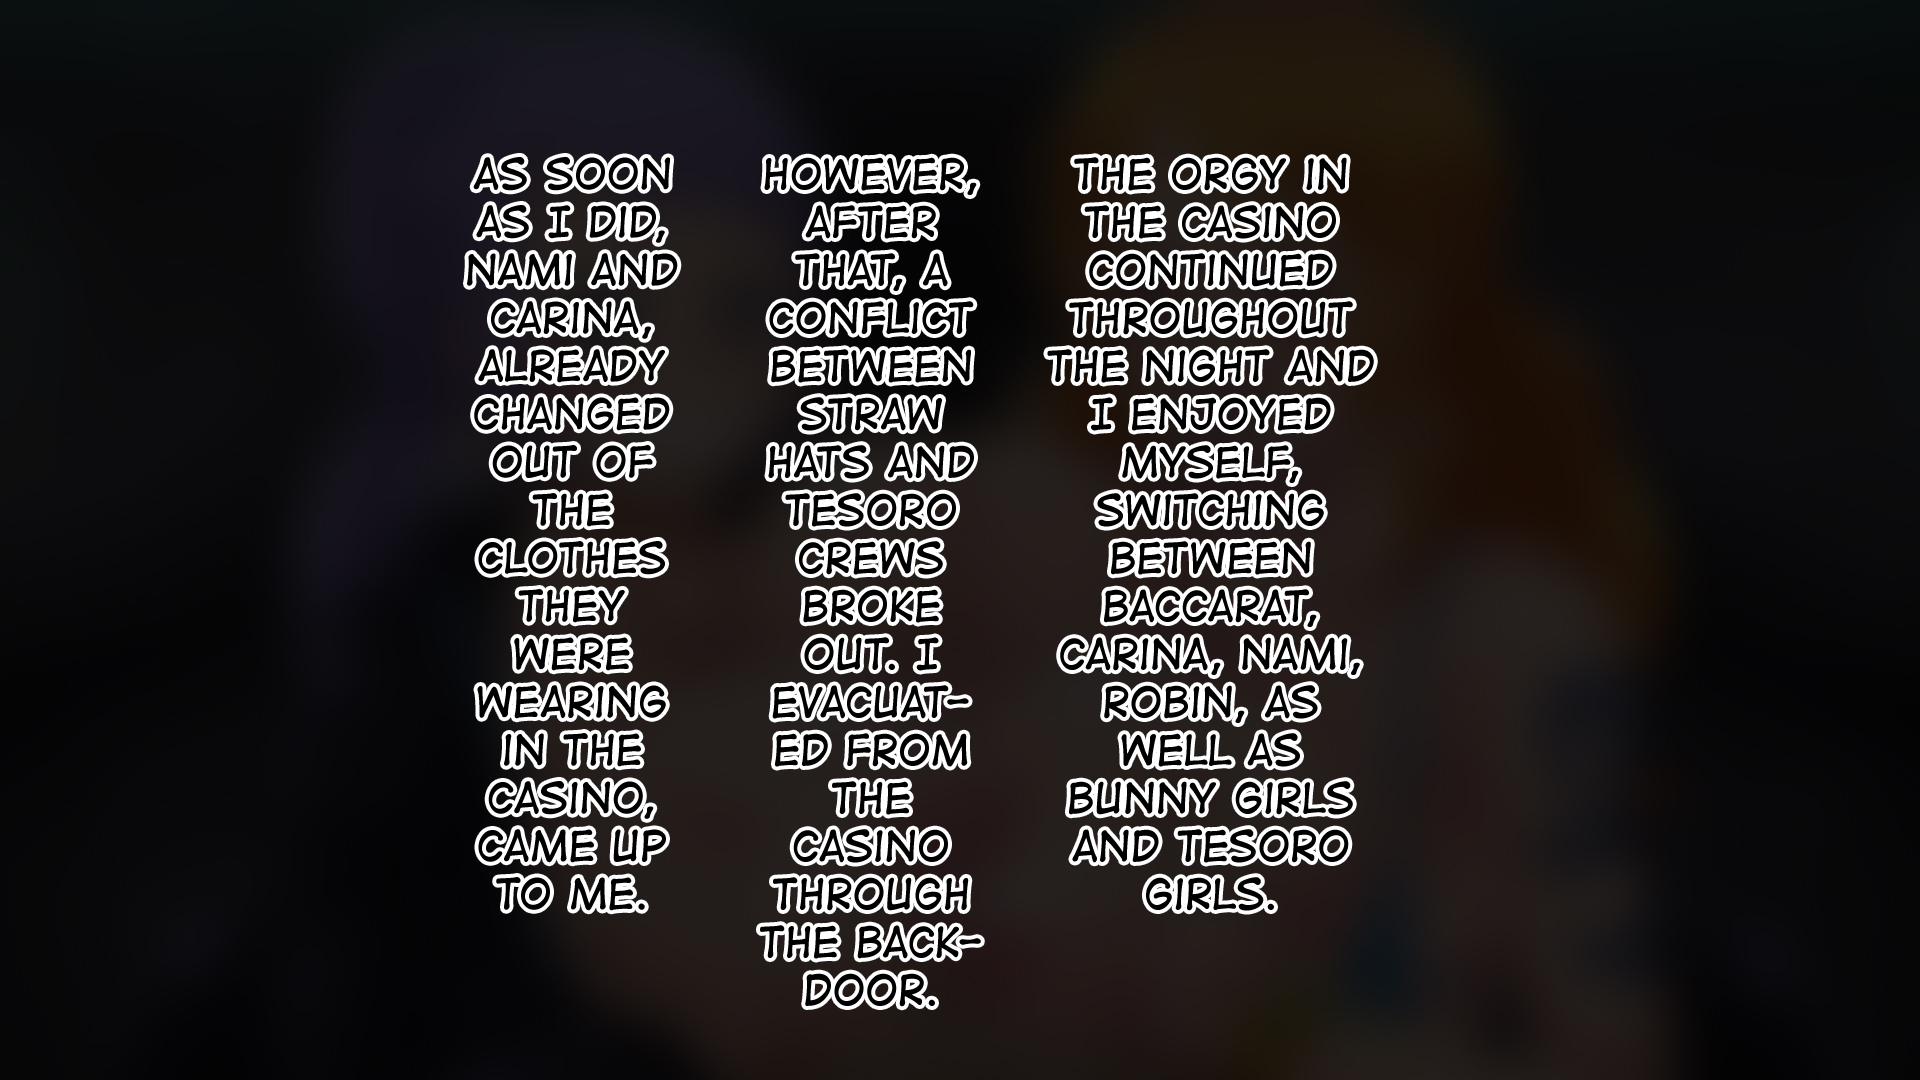 THE ORGY IN
THE CASINO
CONTINUED
THROUGHOUT
THE NIGHT AND
I ENJOYED
MYSELF,
SWITCHING
BETWEEN
BACCARAT,
CARINA, NAMI,
ROBIN, AS
WELL AS
BUNNY GIRLS
AND TESORO
GIRLS.
HOWEVER,
AFTER
THAT, A
CONFLICT
BETWEEN
STRAW
HATS AND
TESORO
CREWS
BROKE
OUT. I
EVACUAT-
ED FROM
THE
CASINO
THROUGH
THE BACK-
DOOR.
AS SOON
AS I DID,
NAMI AND
CARINA,
ALREADY
CHANGED
OUT OF
THE
CLOTHES
THEY
WERE
WEARING
IN THE
CASINO,
CAME UP
TO ME.